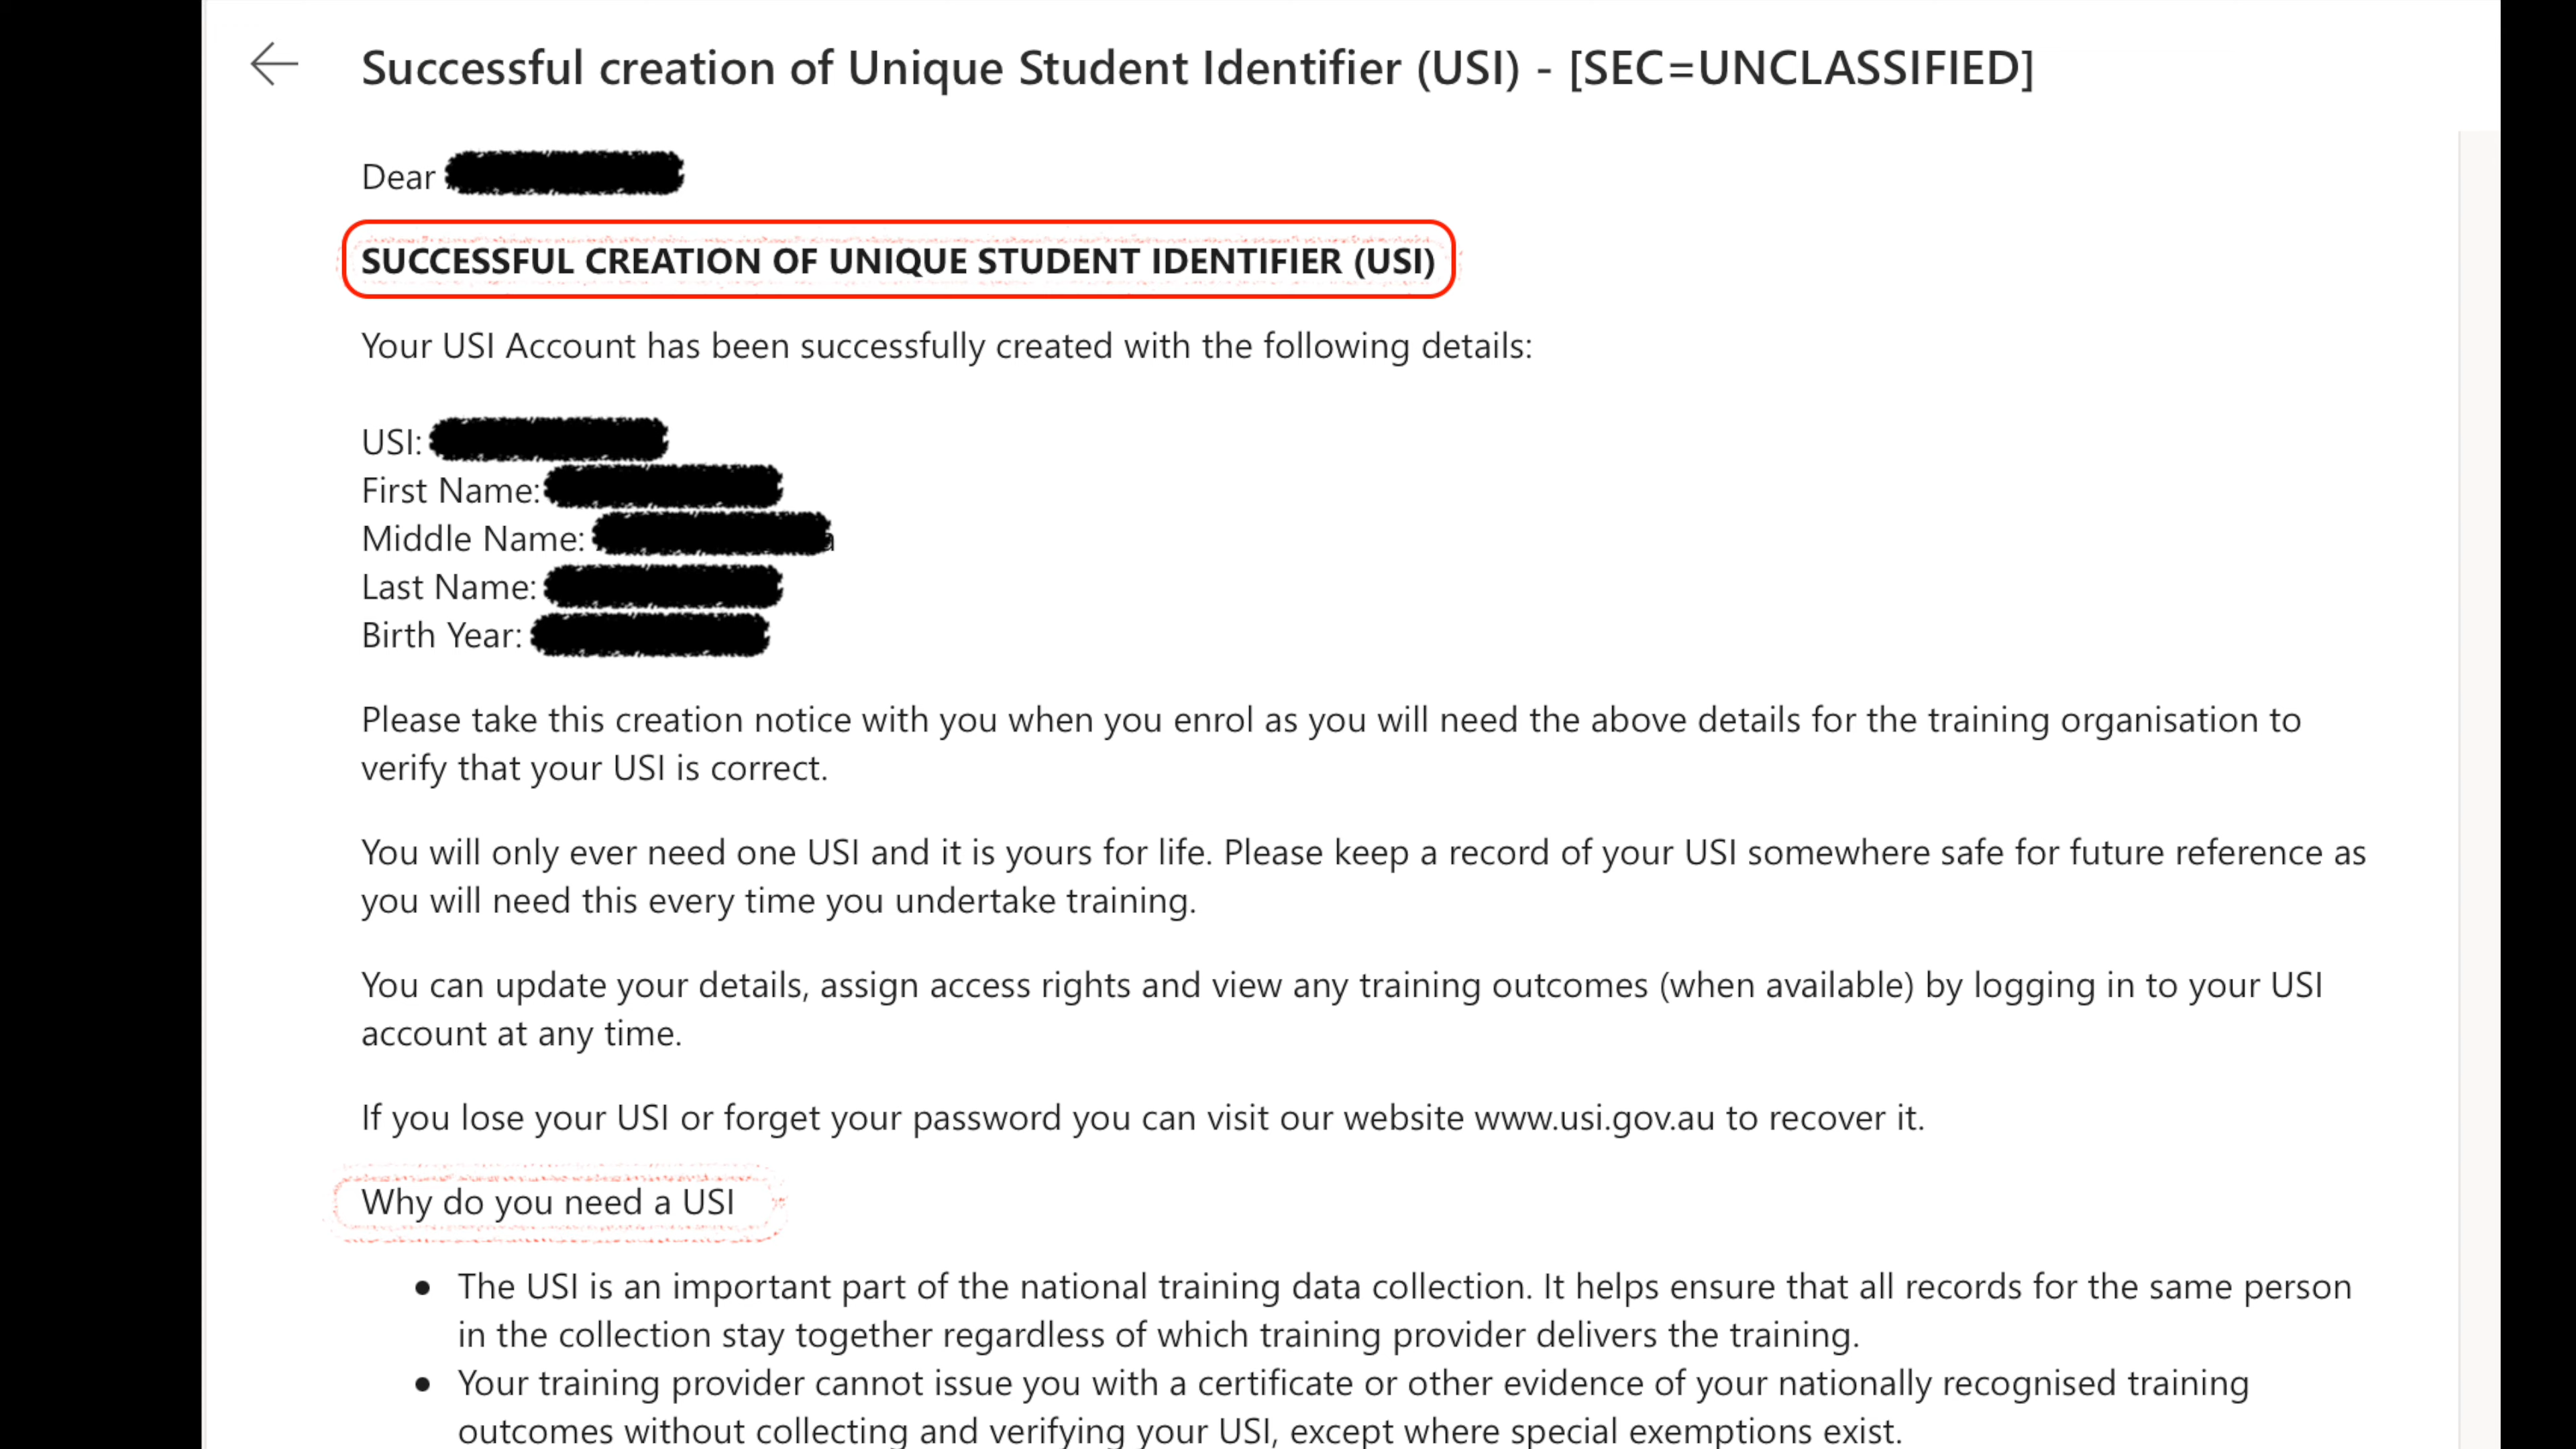 Successful creation of Unique Student Identifier (USI) - [SEC=UNCLASSIFIED]
Dear
SUCCESSFUL CREATION OF UNIQUE STUDENT IDENTIFIER (USI)
Your USI Account has been successfully created with the following details:
USI:
First Name:
Middle Name:
Last Name:
Birth Year:
Please take this creation notice with you when you enrol as you will need the above details for the training organisation to
verify that your USI is correct.
You will only ever need one USI and it is yours for life. Please keep a record of your USI somewhere safe for future reference as
you will need this every time you undertake training.
You can update your details, assign access rights and view any training outcomes (when available) by logging in to your USI
account at any time.
If you lose your USI or forget your password you can visit our website www.usi.gov.au to recover it.
Why do you need a USI
• The USI is an important part of the national training data collection. It helps ensure that all records for the same person
in the collection stay together regardless of which training provider delivers the training.
• Your training provider cannot issue you with a certificate or other evidence of your nationally recognised training
outcomes without collecting and verifying your USI, except where special exemptions exist.